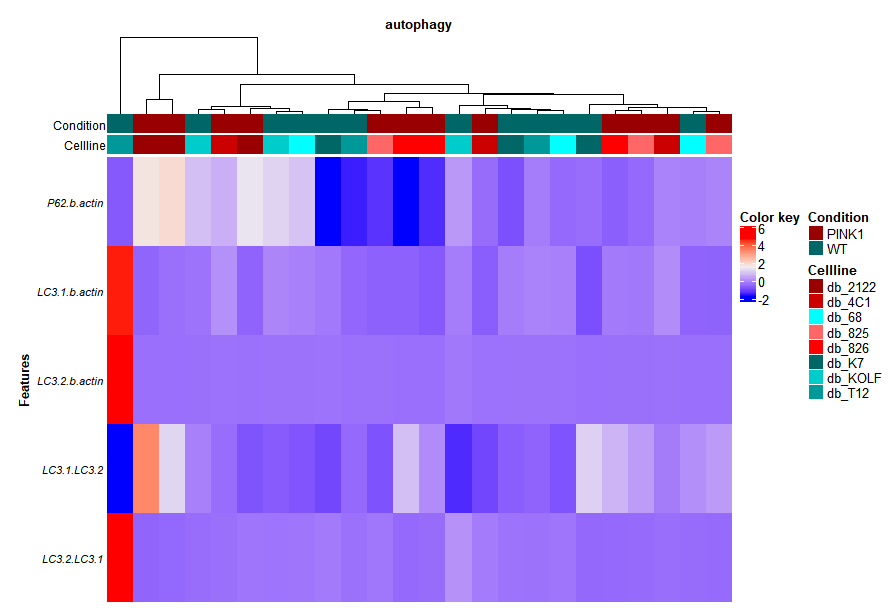 autophagy
Condition
Cellline
P62.b.actin
LC3.1.b.actin
LC3.2.b.actin
LC3.1.LC3.2
LC3.2.LC3.1
Features
Color key
6
4
2
0
-2
Condition
PINK1
WT
Cellline
db_2122
db_4C1
db_68
db_825
db_826
db_K7
db_KOLF
db_T12